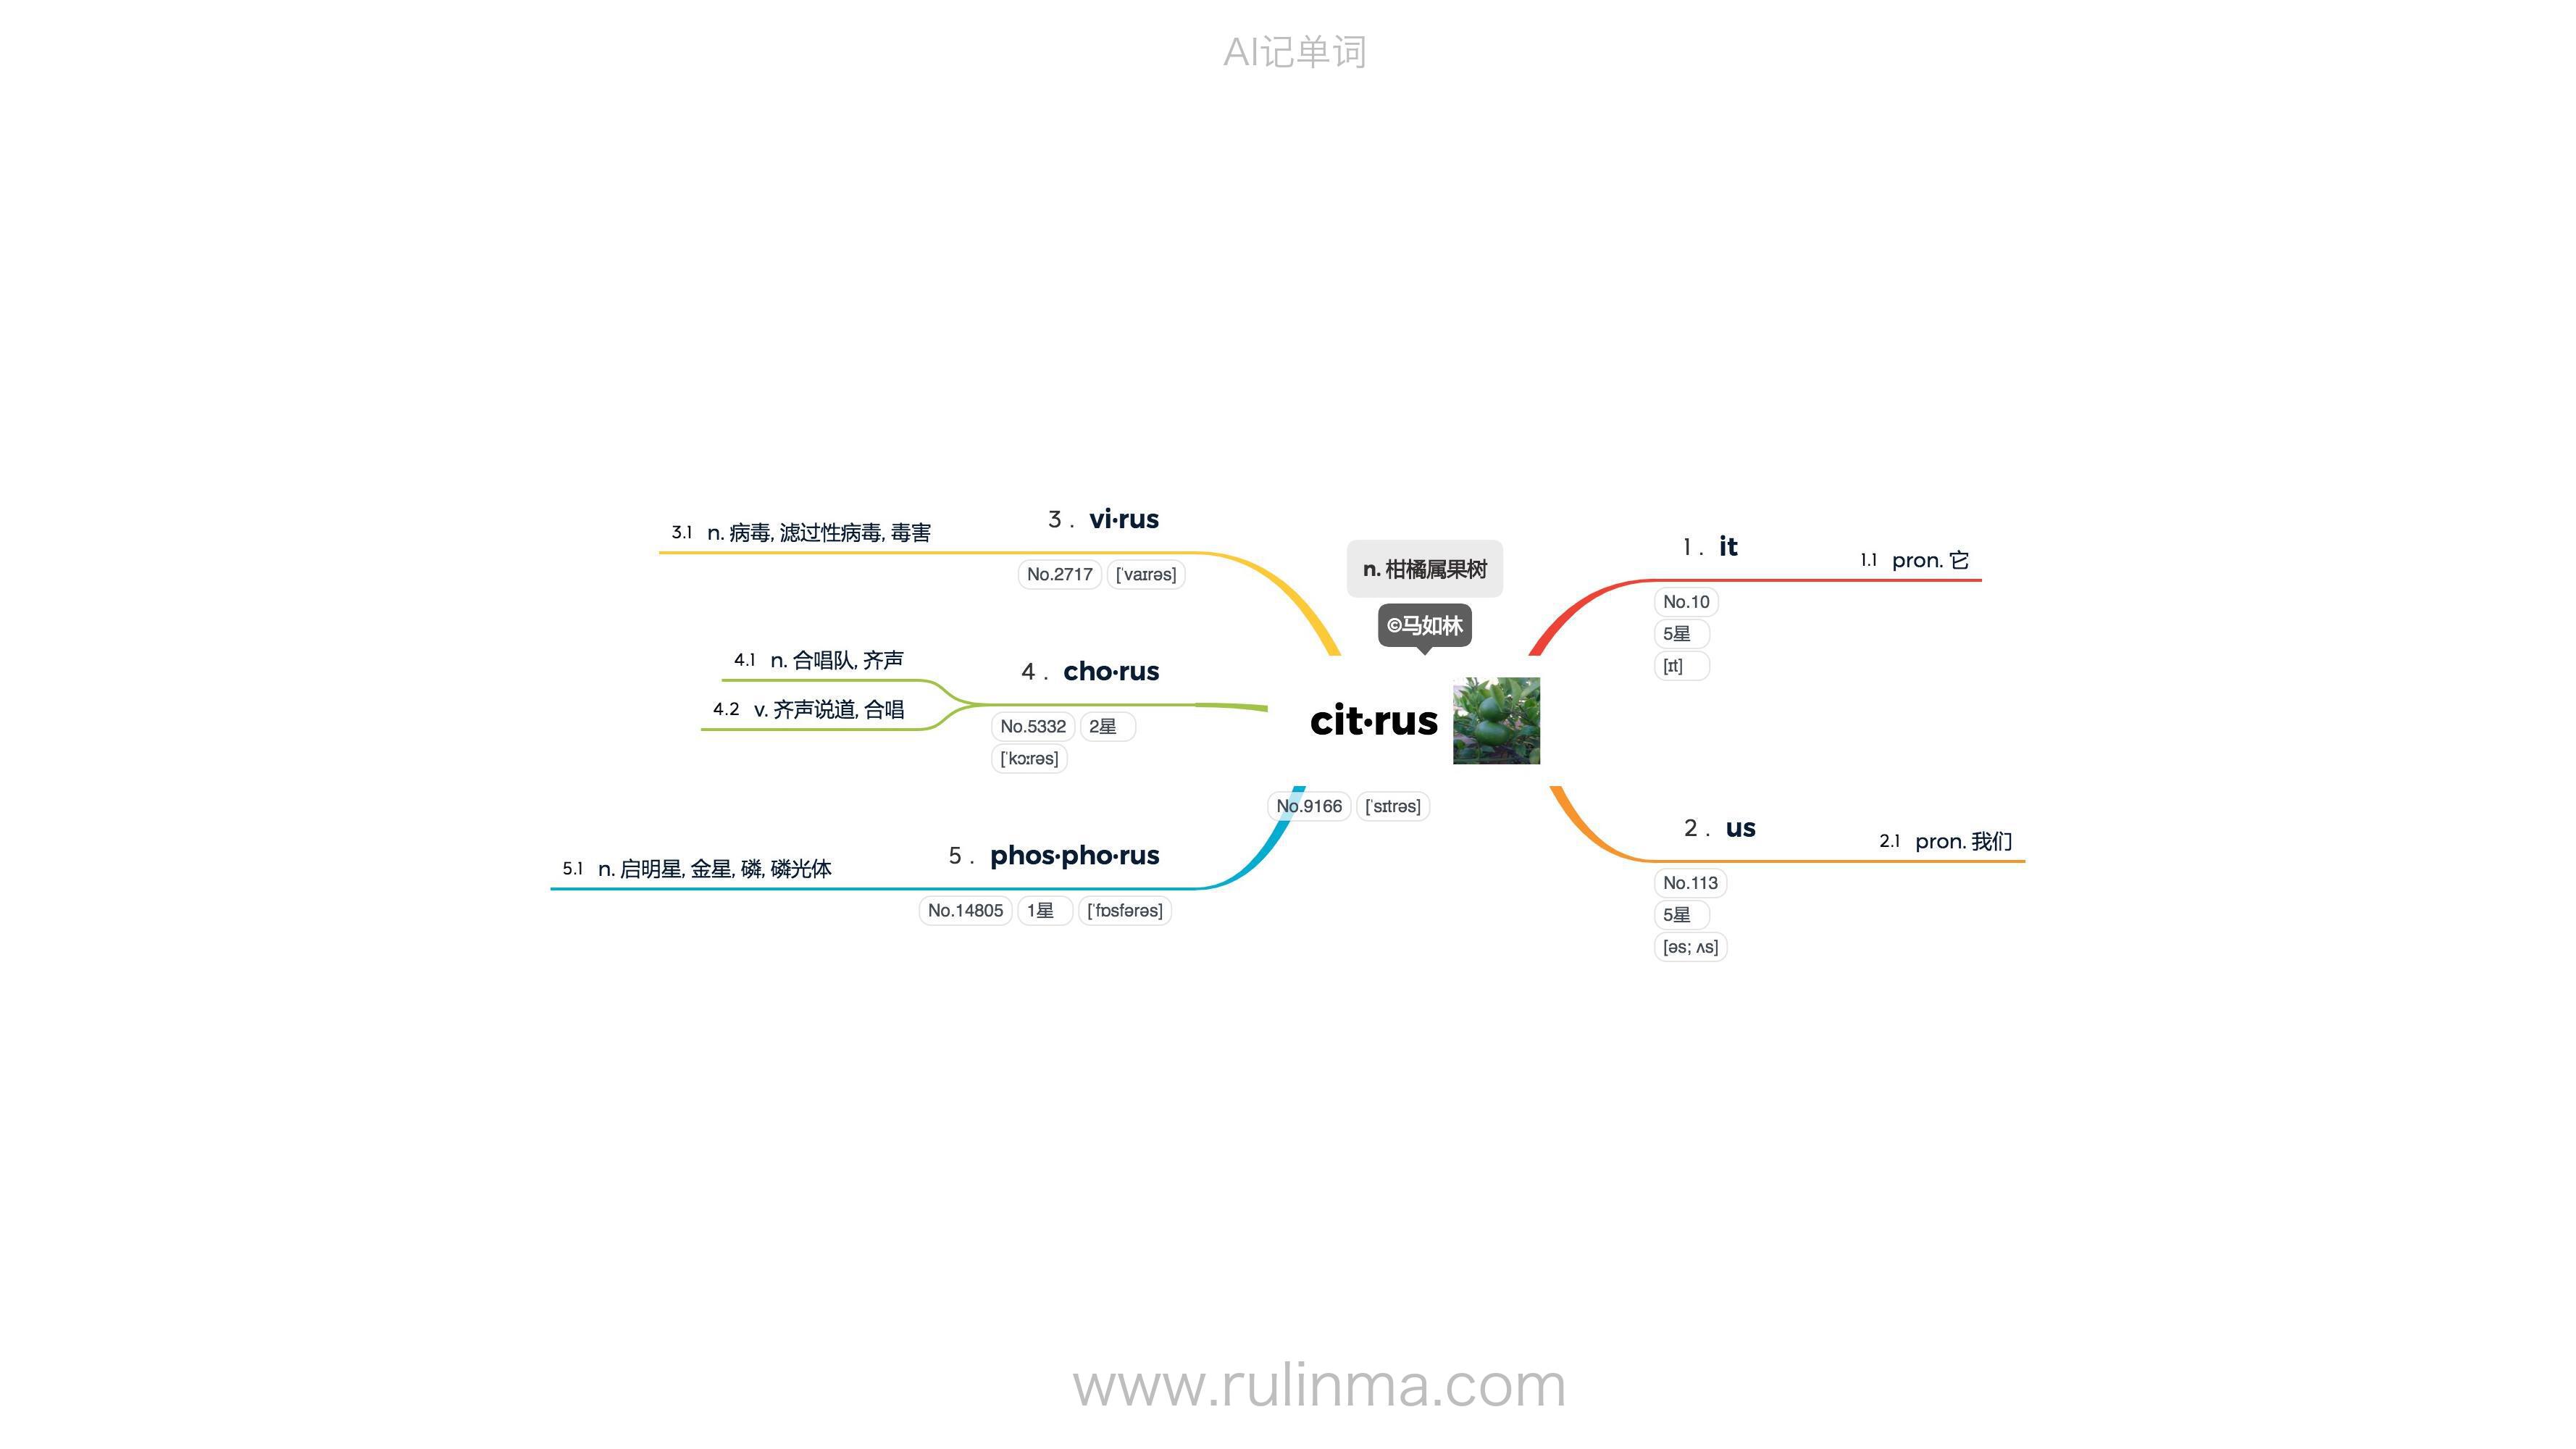 AI记单词
n. 柑橘属果树
©马如林
cit·rus
No.9166 [ˈsɪtrəs]
1 . it
1.1 pron. 它
No.10
5星
[ɪt]
2 . us
2.1 pron. 我们
No.113
5星
[əs; ʌs]
3 . vi·rus
3.1 n. 病毒, 滤过性病毒, 毒害
No.2717 [ˈvaɪrəs]
4 . cho·rus
4.1 n. 合唱队, 齐声
4.2 v. 齐声说道, 合唱
No.5332 2星
[ˈkɔːrəs]
5 . phos·pho·rus
5.1 n. 启明星, 金星, 磷, 磷光体
No.14805 1星 [ˈfɒsfərəs]
www.rulinma.com